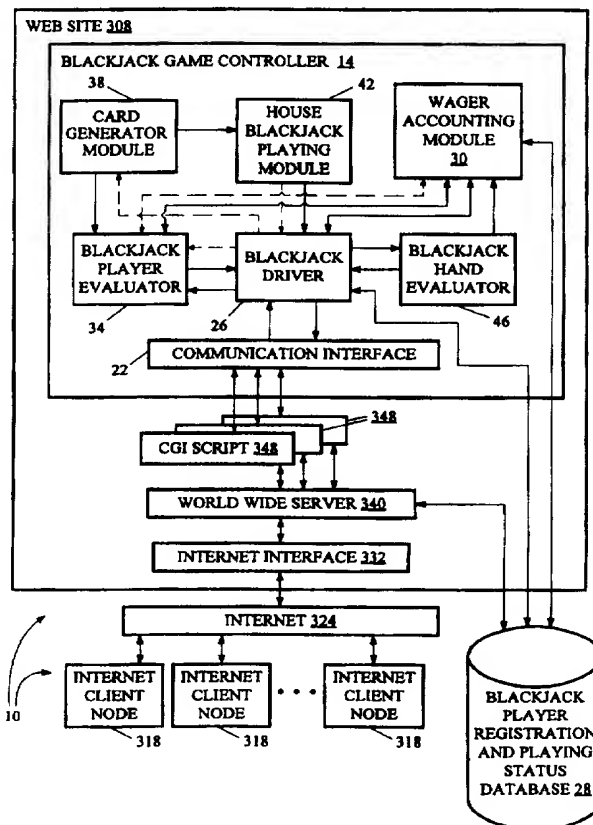 WEB SITE 308
BLACKJACK GAME CONTROLLER 14
38
42
CARD
GENERATOR
MODULE
HOUSE
BLACKJACK
PLAYING
MODULE
WAGER
ACCOUNTING
MODULE
30
BLACKJACK
PLAYER
EVALUATOR
BLACKJACK
DRIVER
BLACKJACK
HAND
EVALUATOR
34
26
46
22
COMMUNICATION INTERFACE
348
CGI SCRIPT 348
WORLD WIDE SERVER 340
INTERNET INTERFACE 332
INTERNET 324
10
INTERNET
CLIENT
NODE
INTERNET
CLIENT
NODE
INTERNET
CLIENT
NODE
318
318
318
BLACKJACK
PLAYER
REGISTRATION
AND PLAYING
STATUS
DATABASE 28